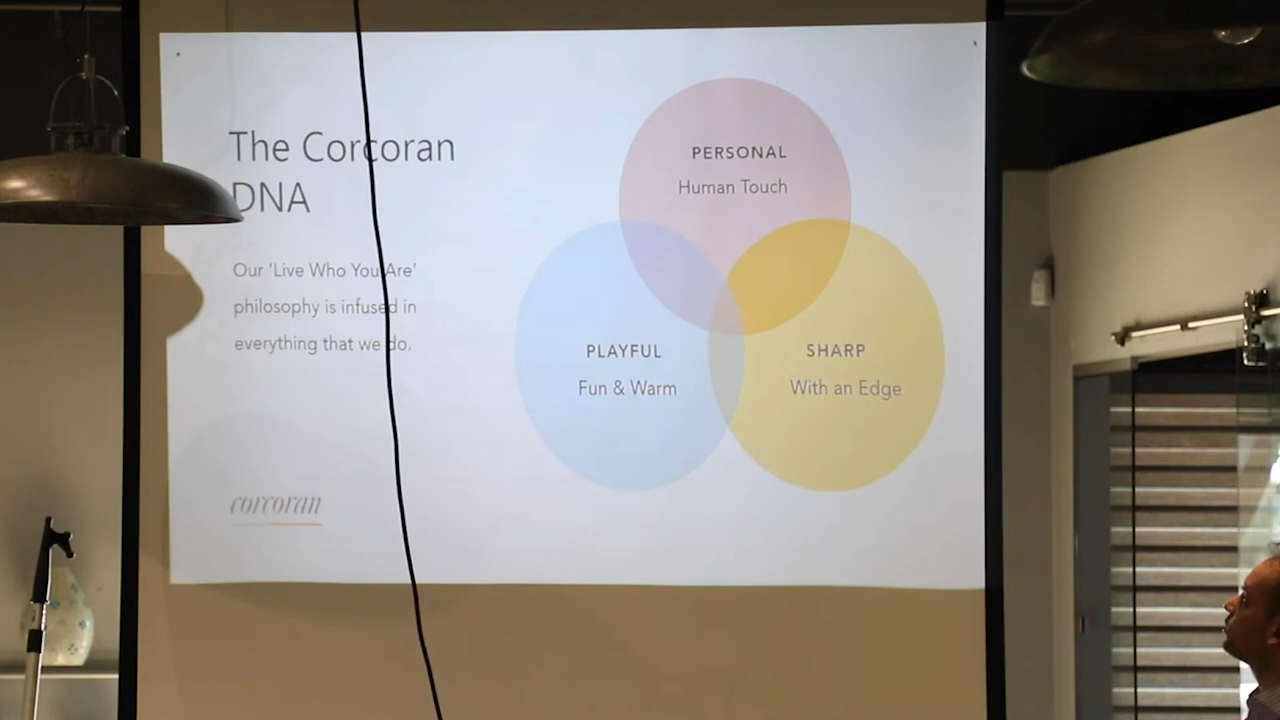 The Corcoran
DNA
Our ‘Live Who You Are’
philosophy is infused in
everything that we do.
corcoran
PERSONAL
Human Touch
PLAYFUL
Fun & Warm
SHARP
With an Edge